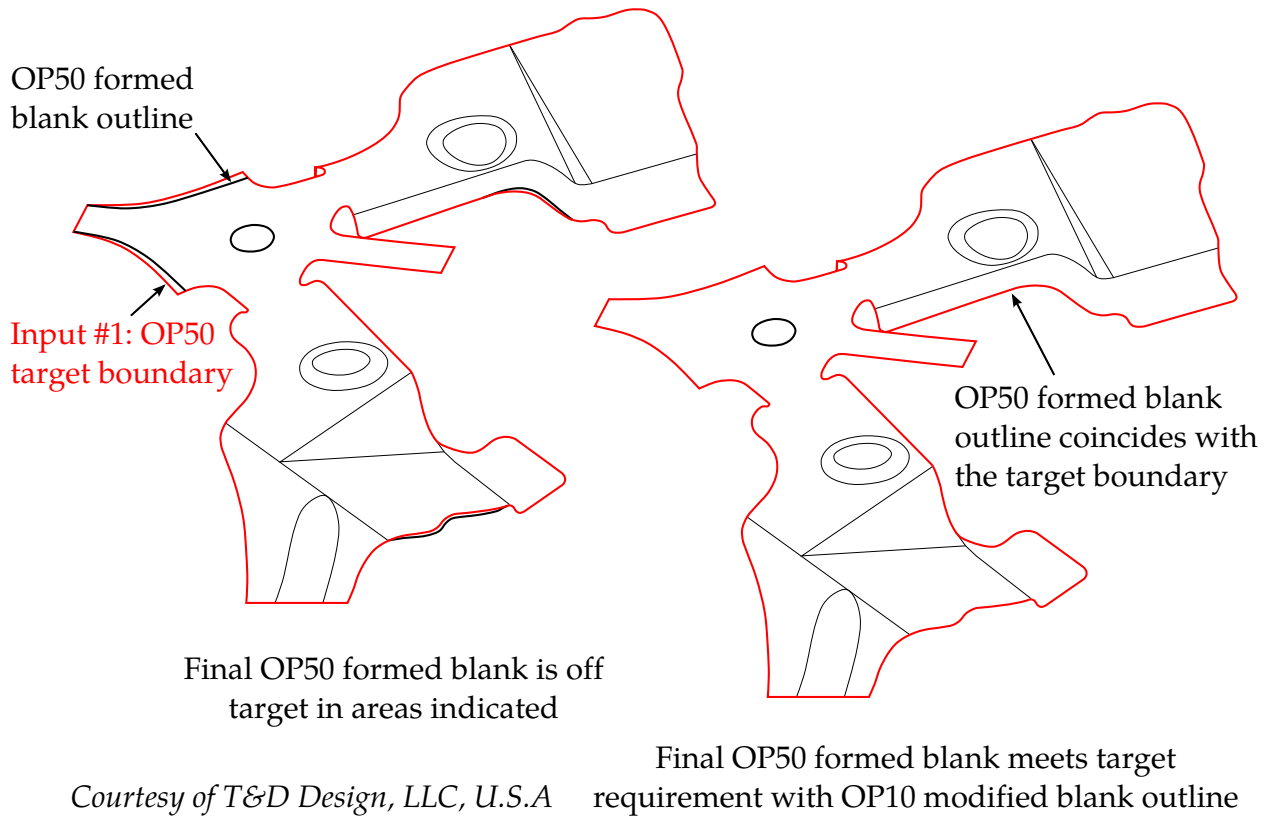 OP50 formed
blank outline
Input #1: OP50
target boundary
OP50 formed blank
outline coincides with
the target boundary
Final OP50 formed blank is off
target in areas indicated
Final OP50 formed blank meets target
requirement with OP10 modified blank outline
Courtesy of T&D Design, LLC, U.S.A